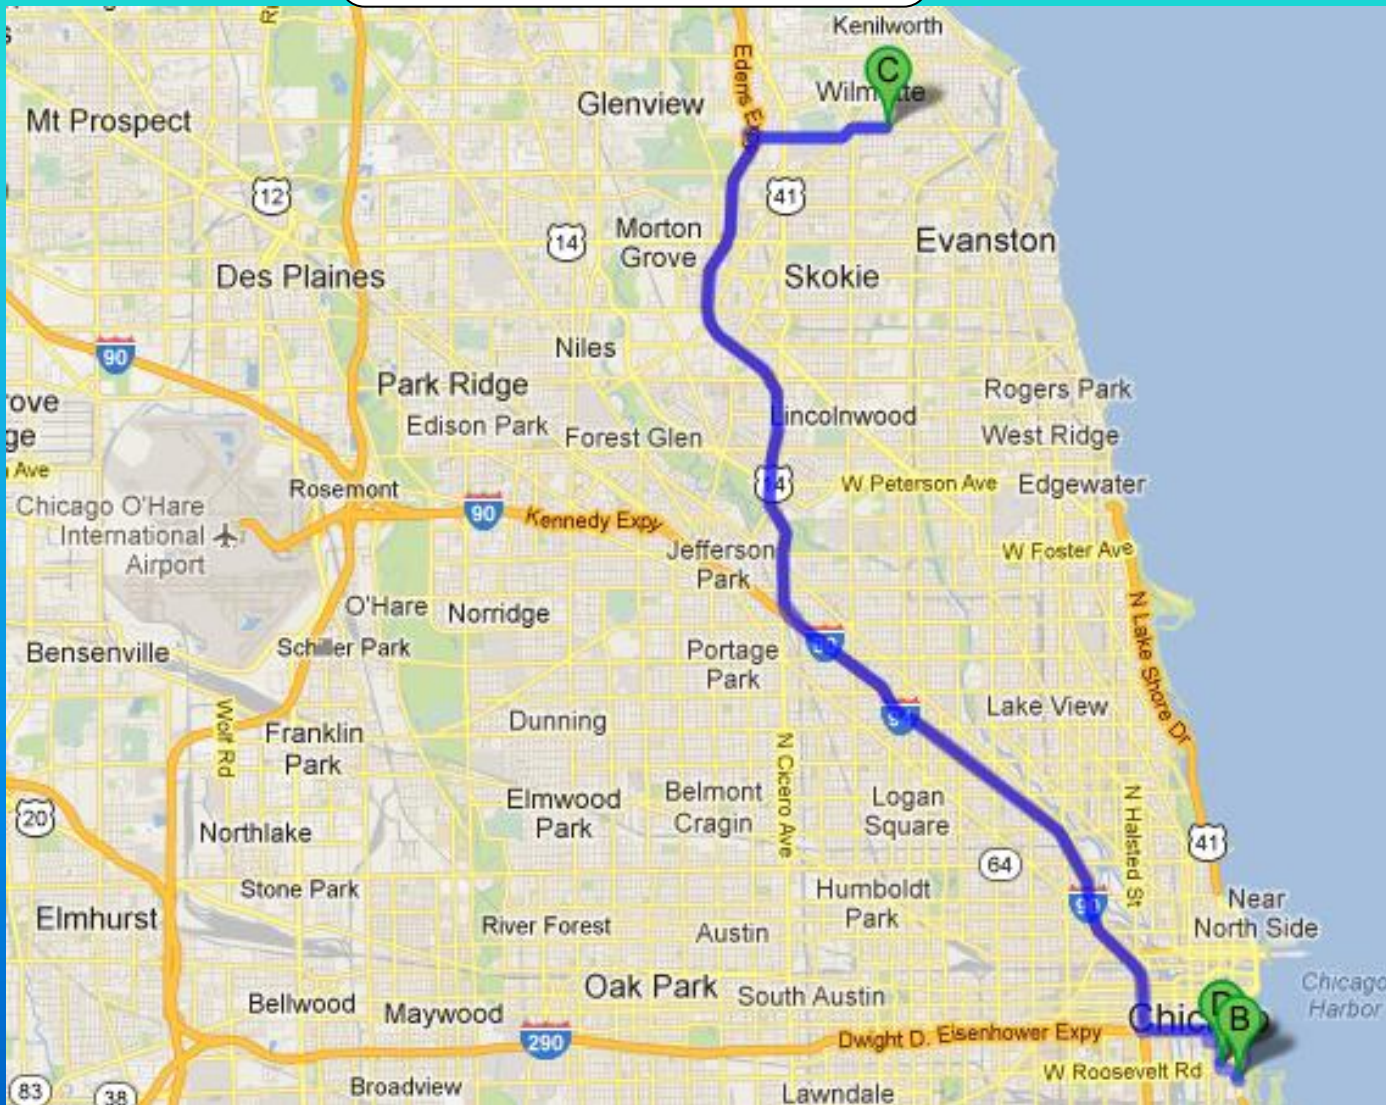 Kenilworth
Edens
C
Glenview
Mt Prospect
12
41
14
Morton
Grove
Evanston
Des Plaines
Skokie
90
Niles
Park Ridge
Rogers Park
Edison Park
Lincolnwood
Forest Glen
West Ridge
Ave
Rosemont
14
W Peterson Ave
Edgewater
Chicago O'Hare
International
Airport
90
Kennedy Expy
Jefferson
Park
W Foster Ave
O'Hare
Norridge
N Lake Shore Dr
Bensenville
Portage
Park
Wolf Rd
Franklin
Park
Dunning
Lake View
N Cicero Ave
20
Northlake
Elmwood
Park
Belmont
Cragin
Logan
Square
N Halsted St
41
64
Stone Park
Humboldt
Park
Near
North Side
Elmhurst
River Forest
Austin
Oak Park
South Austin
Chicago
Harbor
Bellwood
Maywood
B
290
Dwight D. Eisenhower Expy
W Roosevelt Rd
83
38
Broadview
Lawndale